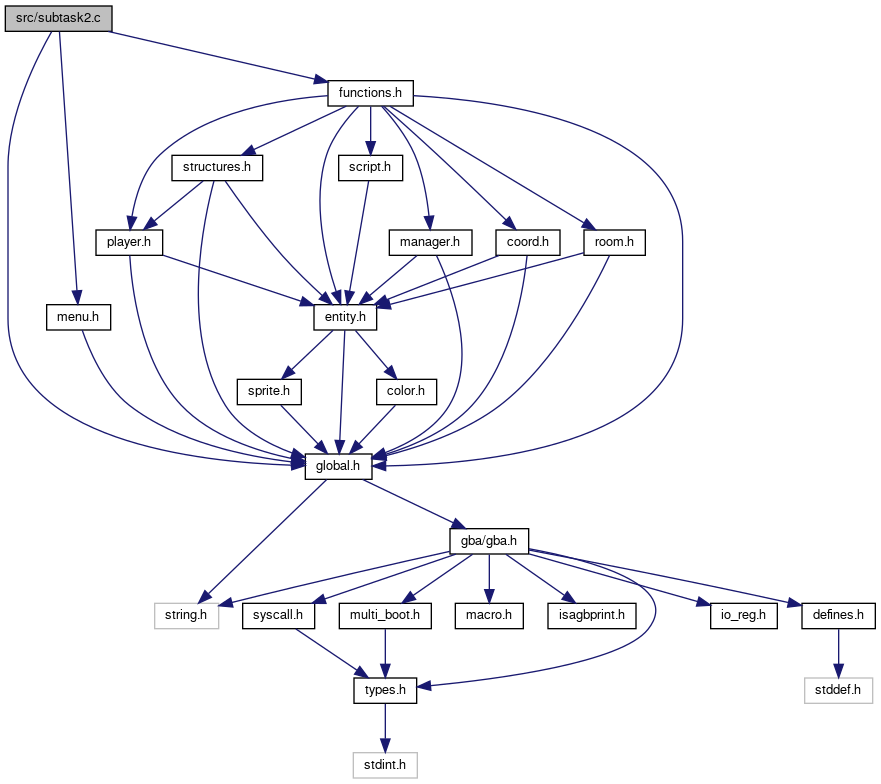 src/subtask2.c
functions.h
structures.h
script.h
player.h
manager.h
coord.h
room.h
menu.h
entity.h
sprite.h
color.h
global.h
gba/gba.h
string.h
syscall.h
multi_boot.h
macro.h
isagbprint.h
io_reg.h
defines.h
types.h
stddef.h
stdint.h